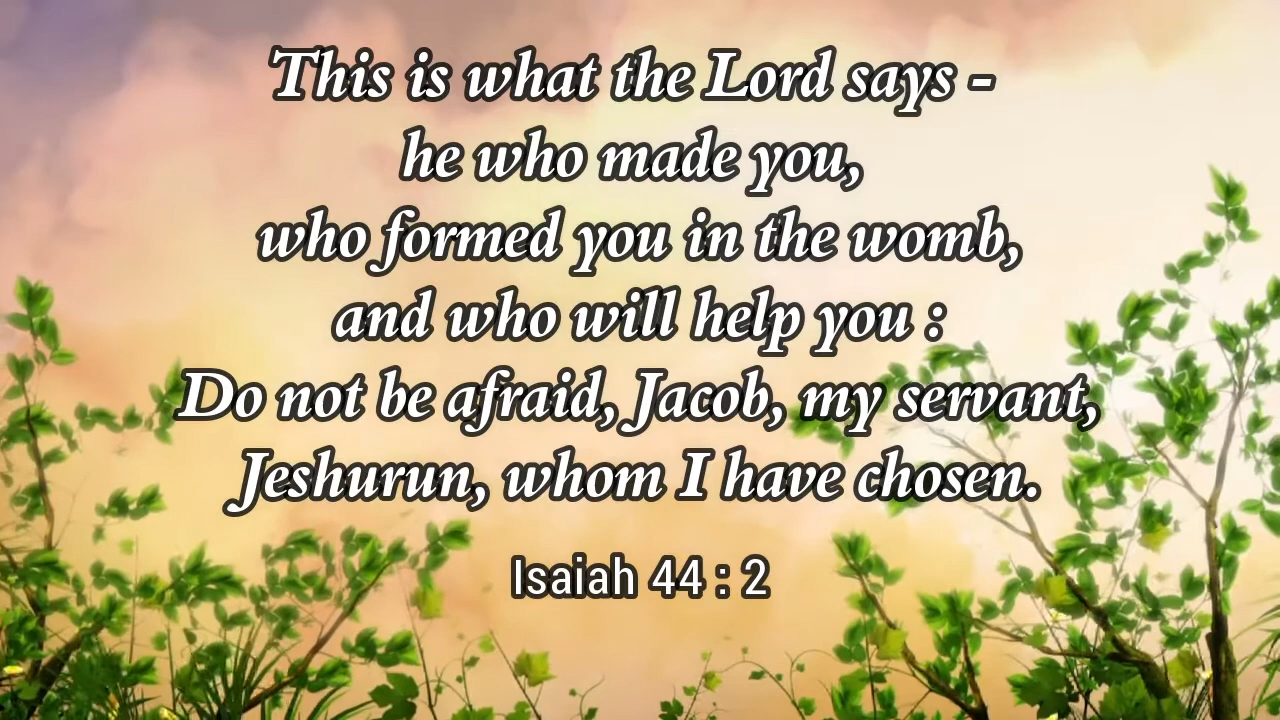 This is what the Lord says -
he who made you,
who formed you in the womb,
and who will help you :
Do not be afraid, Jacob, my servant,
Jeshurun, whom I have chosen.
Isaiah 44 : 2